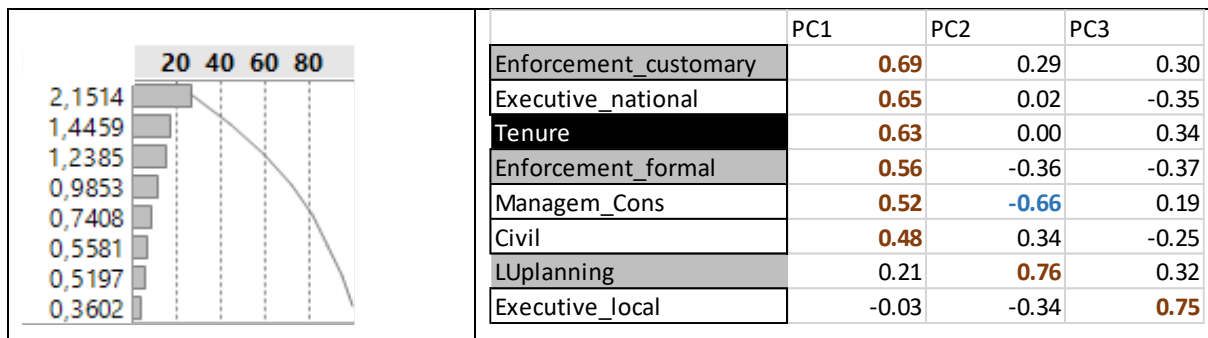 20 40 60 80
2,1514
1,4459
1,2385
0,9853
0,7408
0,5581
0,5197
0,3602
PC1 PC2 PC3
Enforcement_customary 0.69 0.29 0.30
Executive_national 0.65 0.02 -0.35
Tenure 0.63 0.00 0.34
Enforcement_formal 0.56 -0.36 -0.37
Managem_Cons 0.52 -0.66 0.19
Civil 0.48 0.34 -0.25
LUplanning 0.21 0.76 0.32
Executive_local -0.03 -0.34 0.75